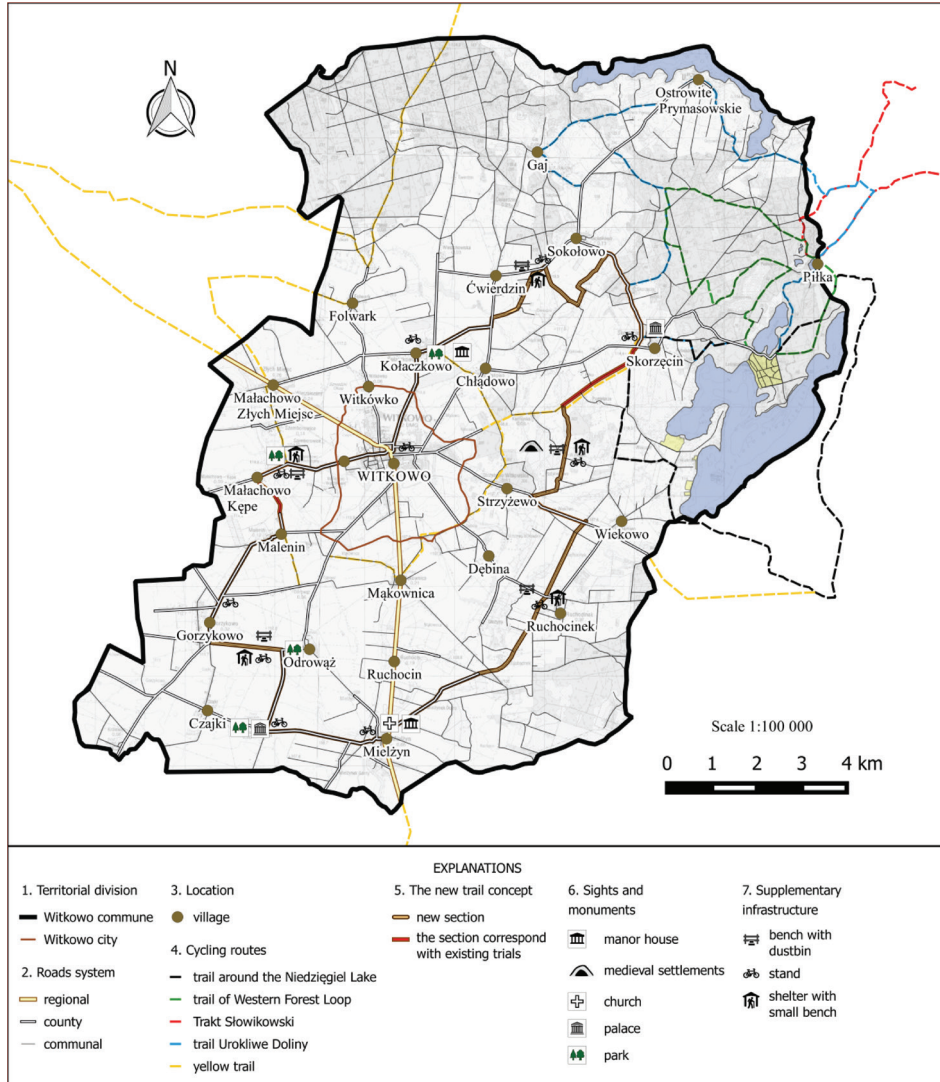 N
Ostrowite
Prymasowskie
Gaj
Sokołowo
Piłka
Ćwierdzin
Folwark
Skorzęcin
Kołaczkowo
Chłądowo
Małachowo
Złych Miejsc
Witkówko
WITKOWO
WITKOWO
Małachowo
Kępe
Strzyżewo
Malenin
Wiekowo
Dębina
Mąkownica
Ruchocinek
Gorzykowo
Odrowąż
Ruchocin
Czajki
Mielżyn
Scale 1:100 000
0 1 2 3 4 km
EXPLANATIONS
1. Territorial division
Witkowo commune
Witkowo city
2. Roads system
regional
county
communal
3. Location
village
4. Cycling routes
trail around the Niedzięgiel Lake
trail of Western Forest Loop
Trakt Słowikowski
trail Urokliwe Doliny
yellow trail
5. The new trail concept
new section
the section correspond
with existing trials
6. Sights and
monuments
manor house
medieval settlements
church
palace
park
7. Supplementary
infrastructure
bench with
dustbin
stand
shelter with
small bench